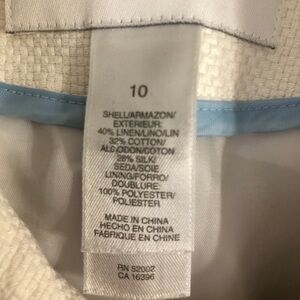 10
SHELL/ARMAZON/
EXTERIEUR:
40% LINEN/LINO/LIN
32% COTTON/
ALGODON/COTON
28% SILK/
SEDA/SOIE
LINING/FORRO/
DOUBLURE:
100% POLYESTER/
POLIESTER
MADE IN CHINA
HECHO EN CHINA
FABRIQUE EN CHINE
RN 52002
CA 16396